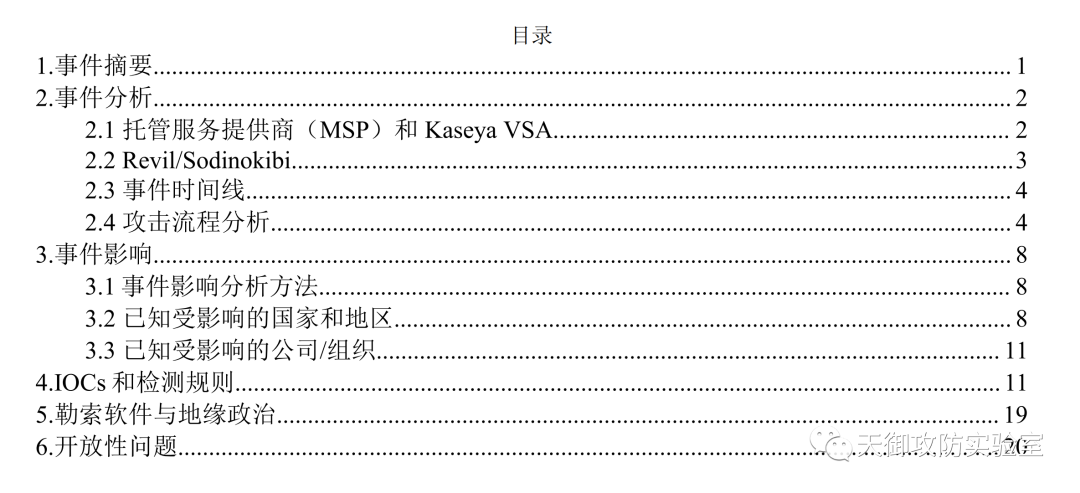 目录
1.事件摘要........................................................................ 1
2.事件分析........................................................................ 2
2.1 托管服务提供商（MSP）和 Kaseya VSA........................................ 2
2.2 Revil/Sodinokibi............................................................ 3
2.3 事件时间线................................................................ 4
2.4 攻击流程分析.............................................................. 4
3.事件影响........................................................................ 8
3.1 事件影响分析方法.......................................................... 8
3.2 已知受影响的国家和地区.................................................... 8
3.3 已知受影响的公司/组织..................................................... 11
4.IOCs 和检测规则................................................................ 11
5.勒索软件与地缘政治............................................................ 19
6.开放性问题...................................................................... 20
天御攻防实验室